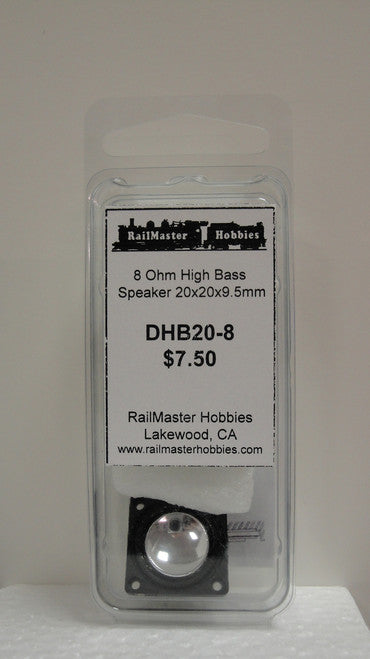 RailMaster Hobbies
8 Ohm High Bass
Speaker 20x20x9.5mm
DHB20-8
$7.50
RailMaster Hobbies
Lakewood, CA
www.railmasterhobbies.com